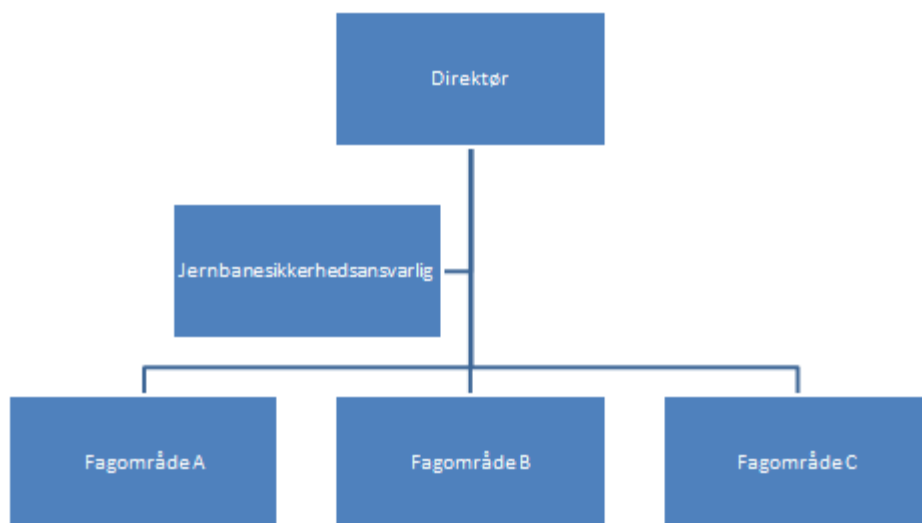 Direktør
Jernbanesikkerhedsansvarlig
Fagområde A
Fagområde B
Fagområde C